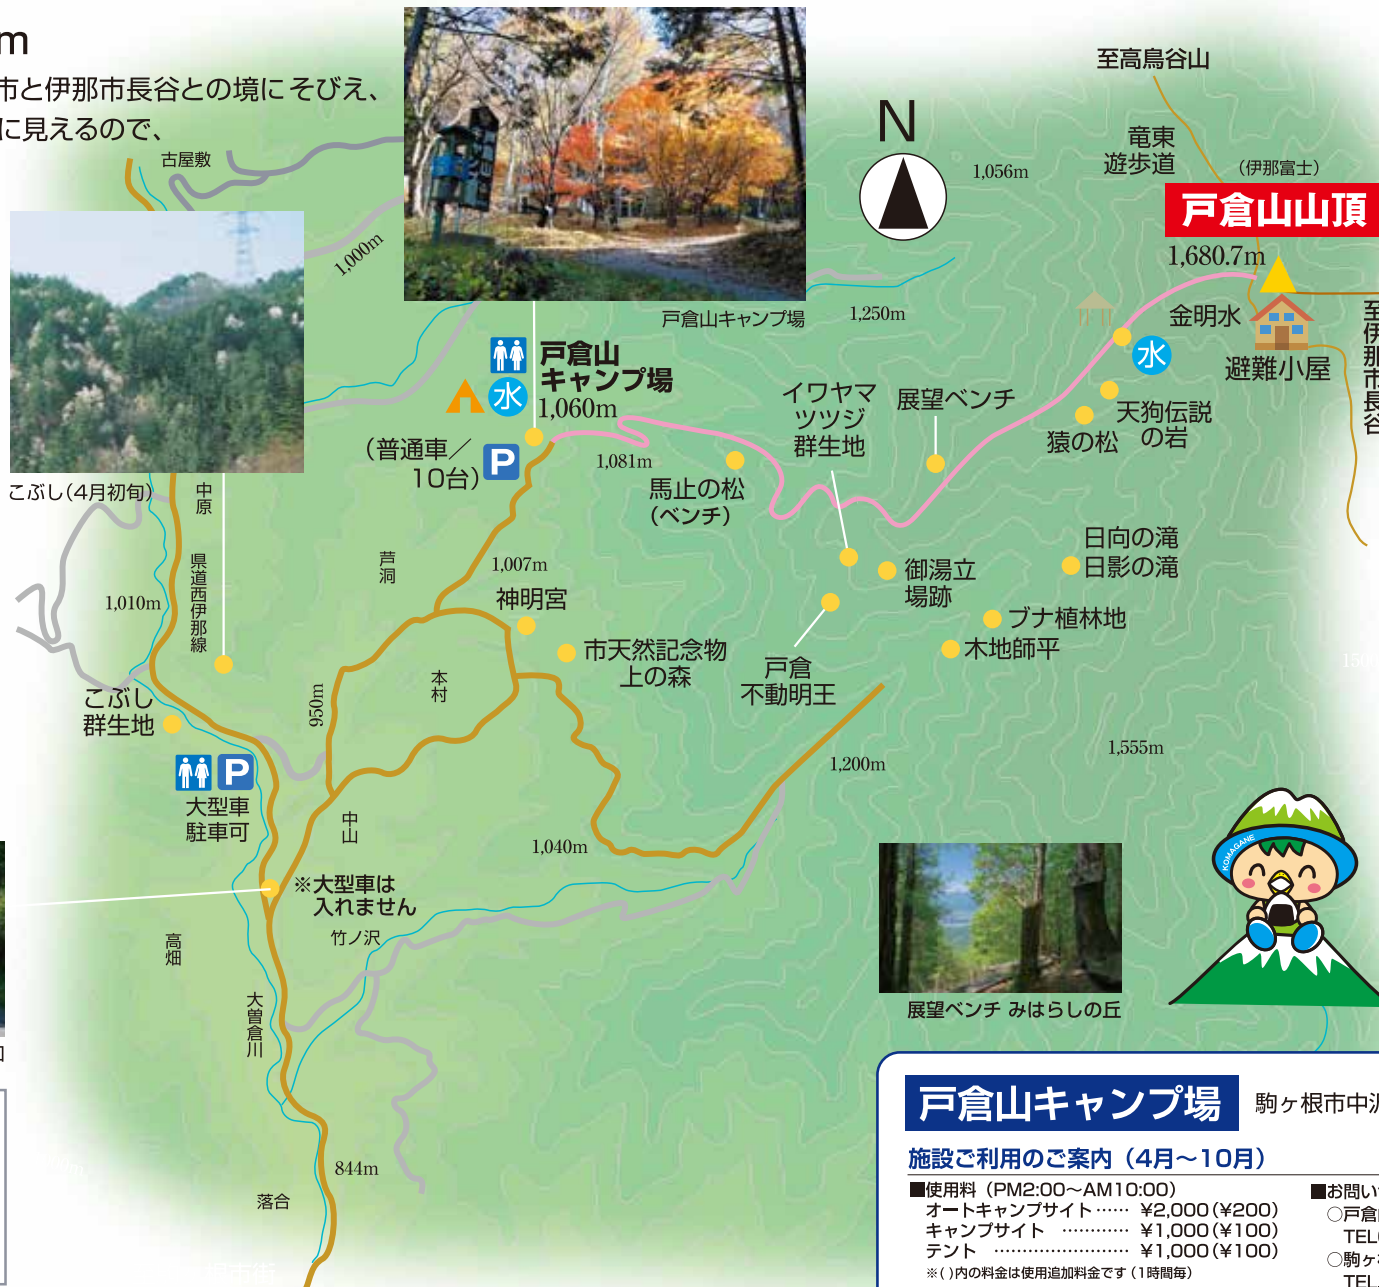 m
市と伊那市長谷との境にそびえ、
に見えるので、
古屋敷
1,000m
戸倉山キャンプ場
N
1,056m
1,250m
至高烏谷山
竜東
遊歩道
（伊那富士）
戸倉山山頂
1,680.7m
金明水
水
避難小屋
至伊那市長谷
天狗伝説
の岩
猿の松
展望ベンチ
イワヤマ
ツツジ
群生地
戸倉山
キャンプ場
水
1,060m
（普通車／
10台）
P
1,081m
馬止の松
（ベンチ）
こぶし（4月初旬）
中原
県道西伊那線
芦洞
1,007m
神明宮
1,010m
市天然記念物
上の森
本村
950m
日向の滝
日影の滝
御湯立
場跡
ブナ植林地
木地師平
戸倉
不動明王
こぶし
群生地
P
大型車
駐車可
中山
1,200m
1,555m
1,040m
※大型車は
入れません
竹ノ沢
高畑
大曽倉川
844m
落合
KOMAGANE
展望ベンチ みはらしの丘
戸倉山キャンプ場
駒ヶ根市中沢
施設ご利用のご案内（4月～10月）
■使用料（PM2:00～AM10:00）
オートキャンプサイト…… ¥2,000(¥200)
キャンプサイト ………… ¥1,000(¥100)
テント …………………… ¥1,000(¥100)
※( )内の料金は使用追加料金です（1時間毎）
■お問い
○戸倉
TEL
○駒ヶ
TEL